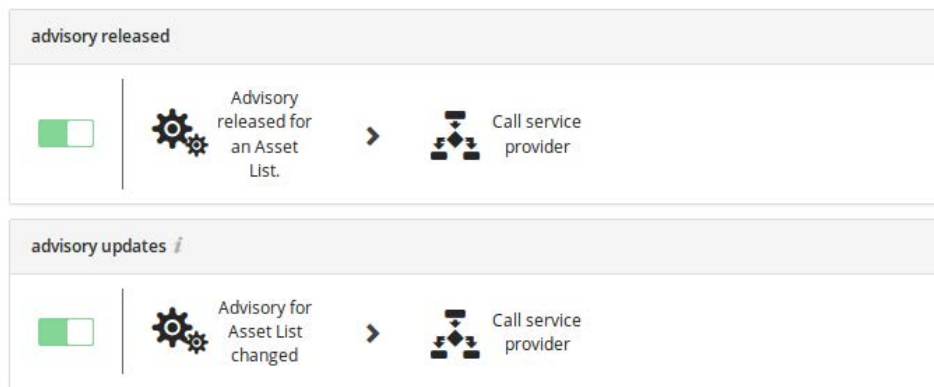 advisory released
Advisory
released for
an Asset
List.
Call service
provider
advisory updates i
Advisory for
Asset List
changed
Call service
provider